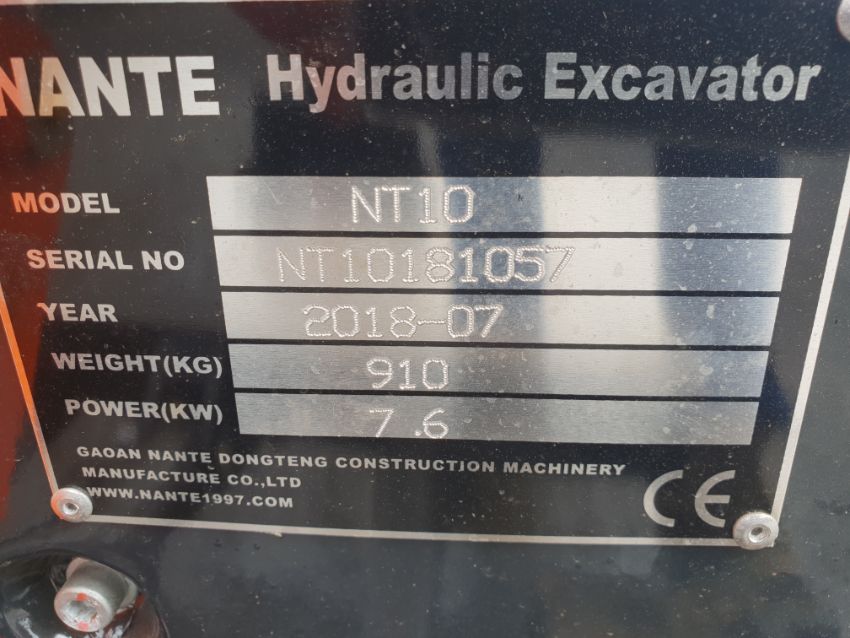 NANTE Hydraulic Excavator
MODEL NT10
SERIAL NO NT10181057
YEAR 2018-07
WEIGHT(KG) 910
POWER(KW) 7.6
GAOAN NANTE DONGTENG CONSTRUCTION MACHINERY
MANUFACTURE CO.,LTD
WWW.NANTE1997.COM
CE